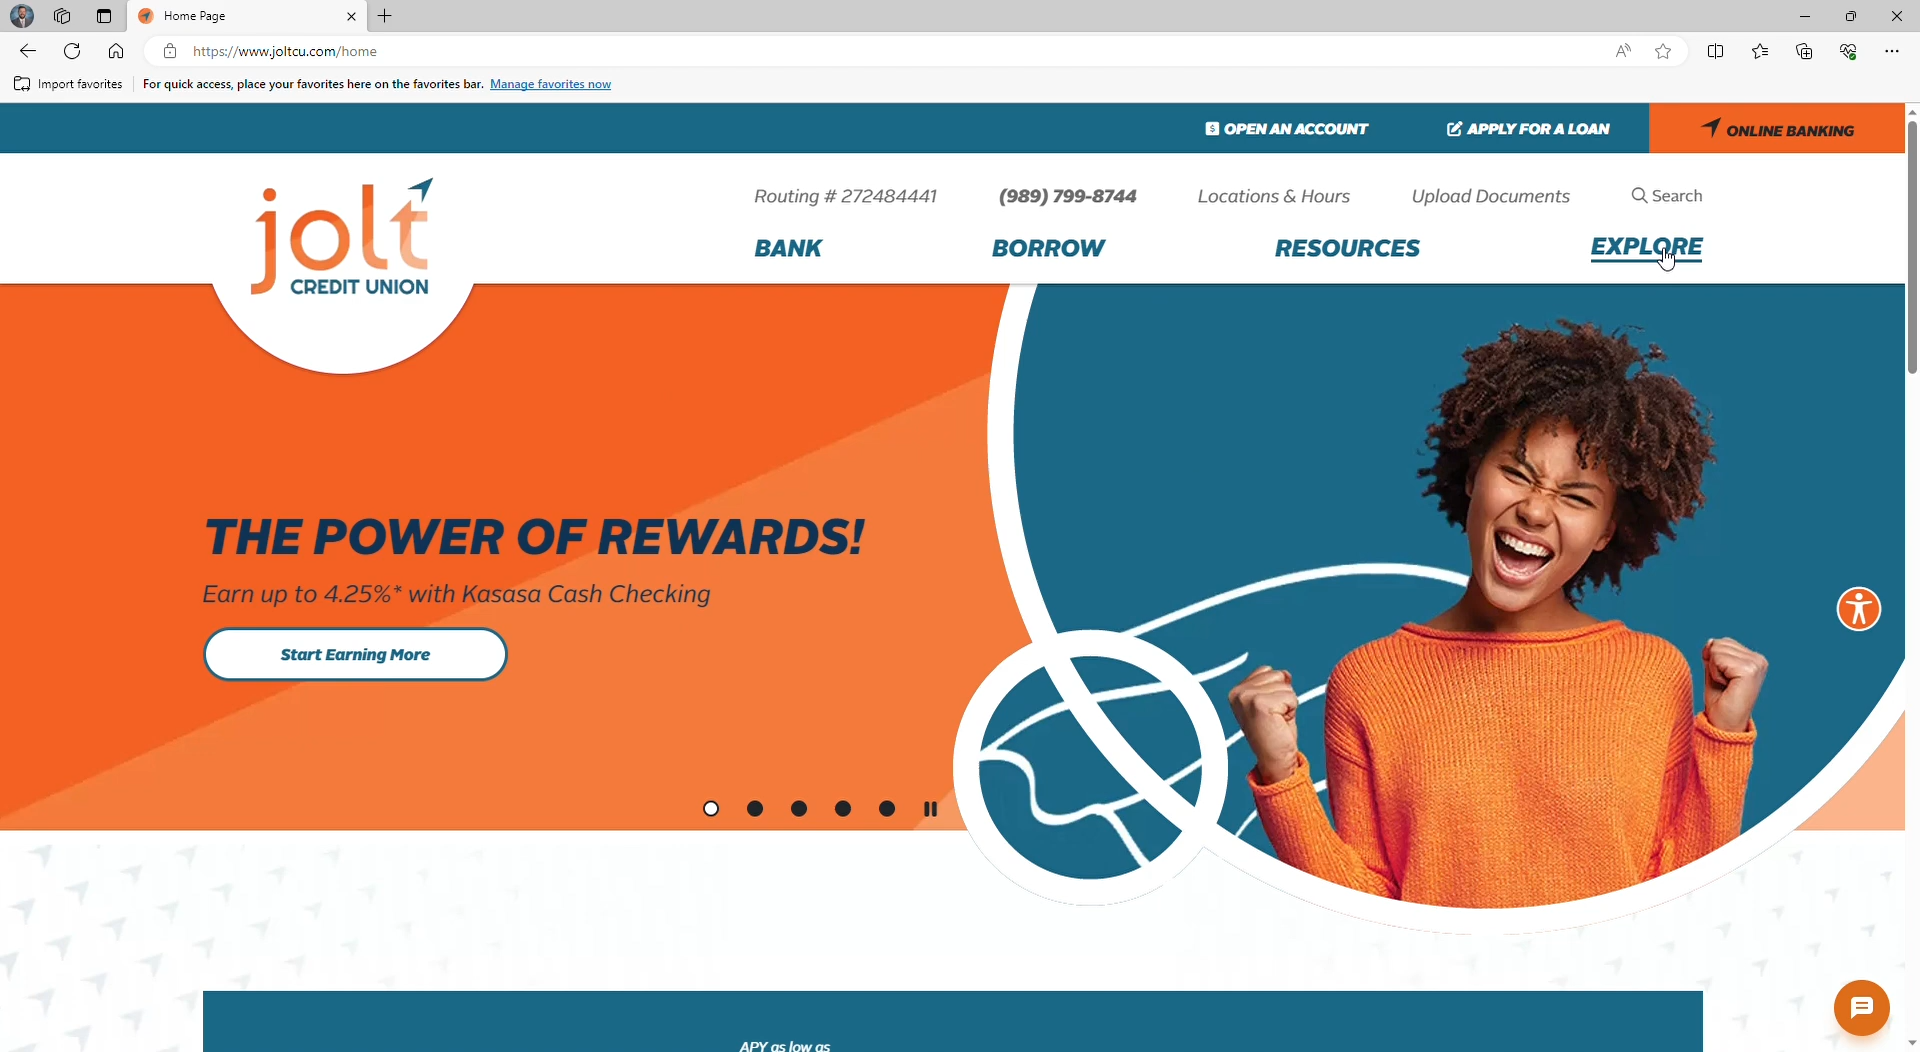 Home Page
https://www.joltcu.com/home
Import favorites
For quick access, place your favorites here on the favorites bar. Manage favorites now
OPEN AN ACCOUNT
APPLY FOR A LOAN
ONLINE BANKING
Routing # 272484441
(989) 799-8744
Locations & Hours
Upload Documents
Search
jolt
CREDIT UNION
BANK
BORROW
RESOURCES
EXPLORE
THE POWER OF REWARDS!
Earn up to 4.25%* with Kasasa Cash Checking
Start Earning More
APY as low as